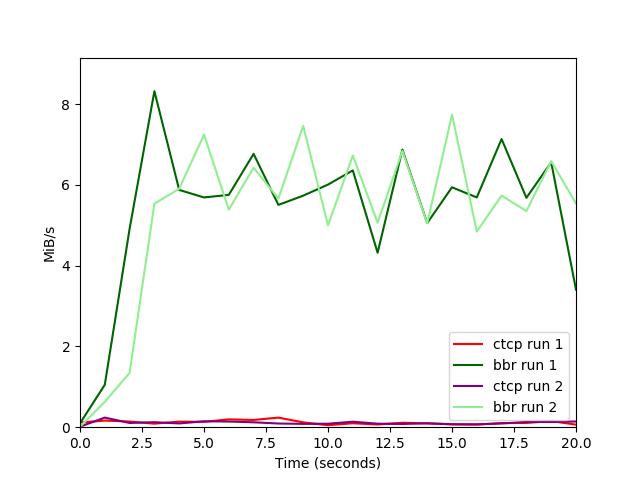 8
6
4
2
0
MiB/s
0.0 2.5 5.0 7.5 10.0 12.5 15.0 17.5 20.0
Time (seconds)
ctcp run 1
bbr run 1
ctcp run 2
bbr run 2